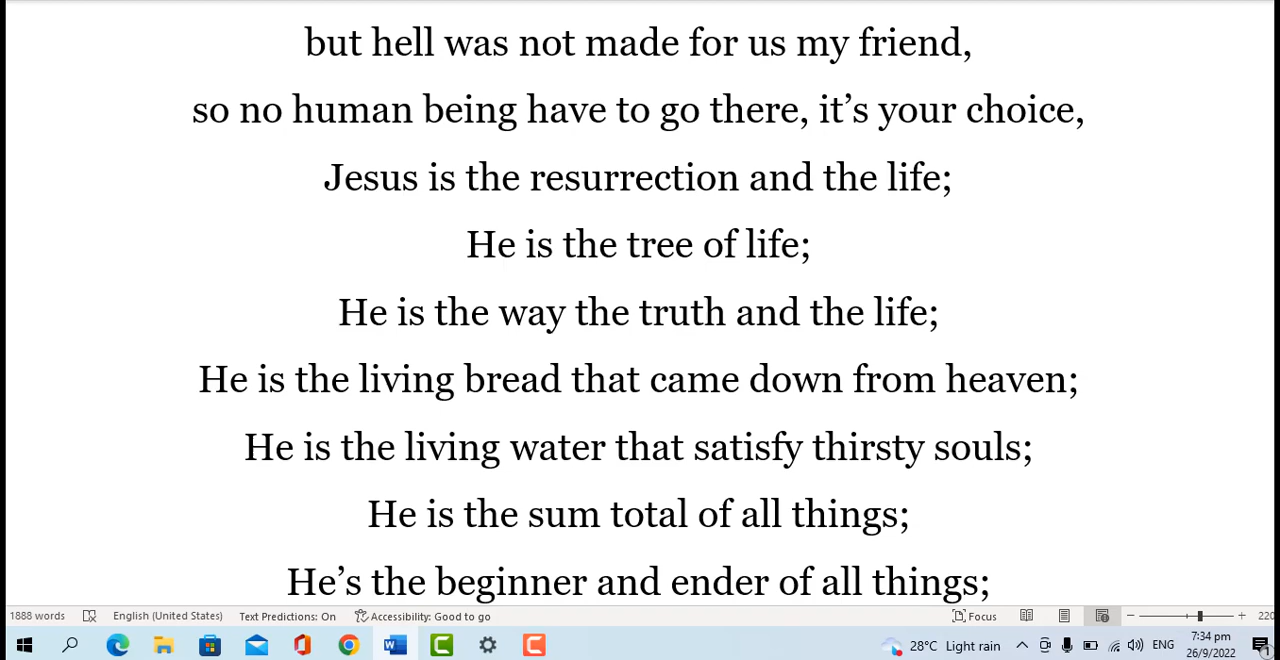 but hell was not made for us my friend,
so no human being have to go there, it’s your choice,
Jesus is the resurrection and the life;
He is the tree of life;
He is the way the truth and the life;
He is the living bread that came down from heaven;
He is the living water that satisfy thirsty souls;
He is the sum total of all things;
He’s the beginner and ender of all things;
1888 words English (United States) Text Predictions: On Accessibility: Good to go Focus 220
28°C Light rain ENG 7:34 pm
26/9/2022 1